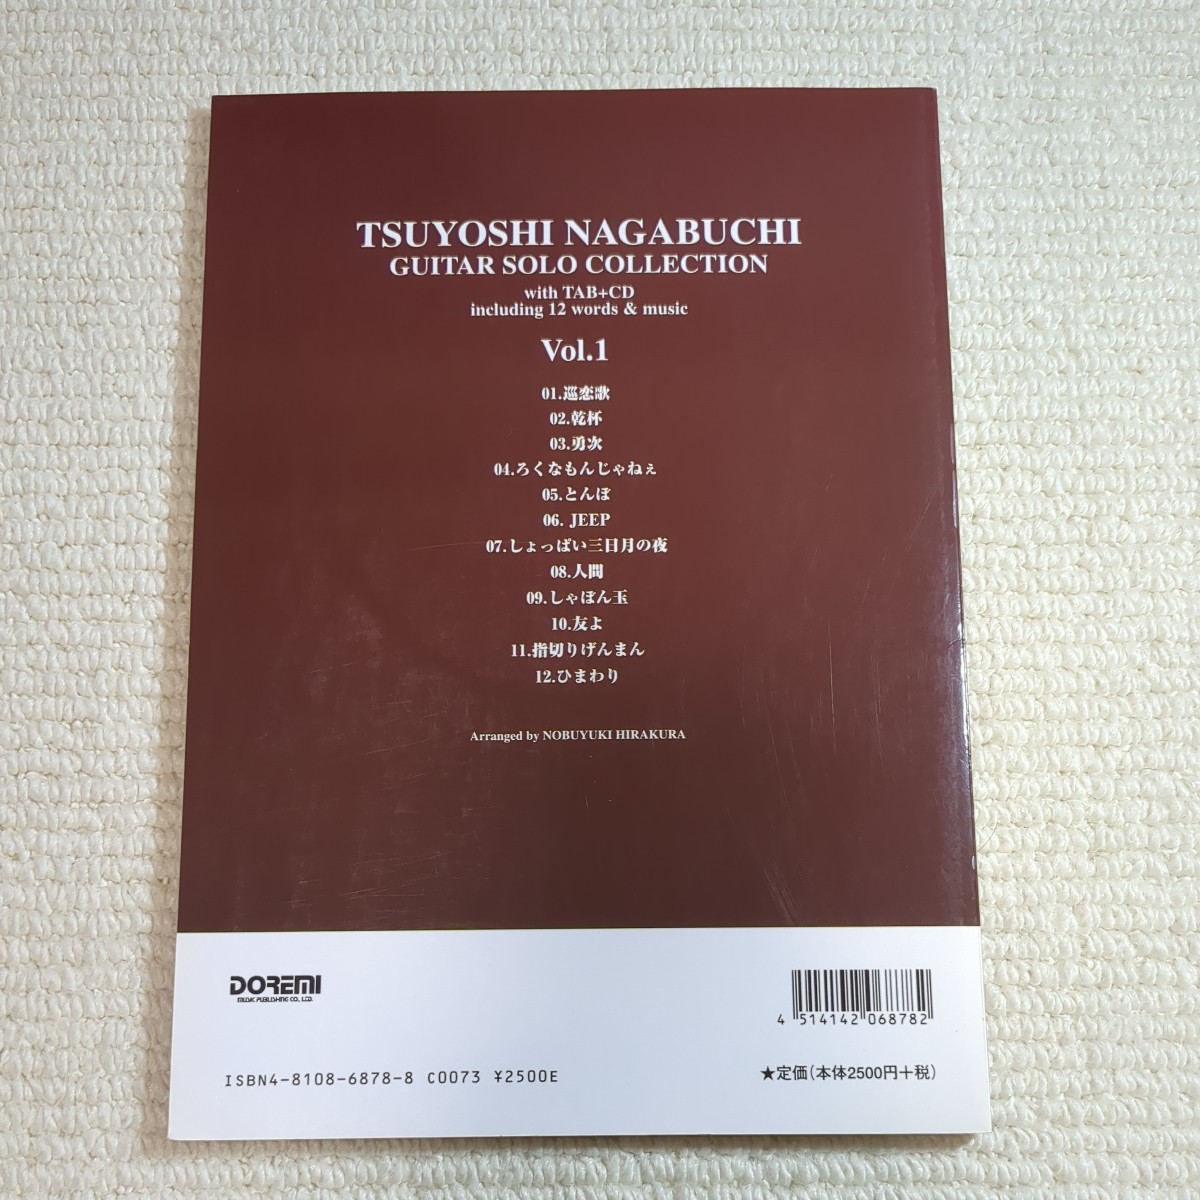 TSUYOSHI NAGABUCHI
GUITAR SOLO COLLECTION
with TAB+CD
including 12 words & music
Vol.1
01.巡恋歌
02.乾杯
03.勇次
04.ろくなもんじゃねぇ
05.とんぼ
06. JEEP
07.しょっぱい三日月の夜
08.人間
09.しゃぼん玉
10.友よ
11.指切りげんまん
12.ひまわり
Arranged by NOBUYUKI HIRAKURA
DOREMI
MUSIC PUBLISHING CO., LTD.
4 514142 068782
ISBN4-8108-6878-8 C0073 ¥2500E
★定価(本体2500円+税)